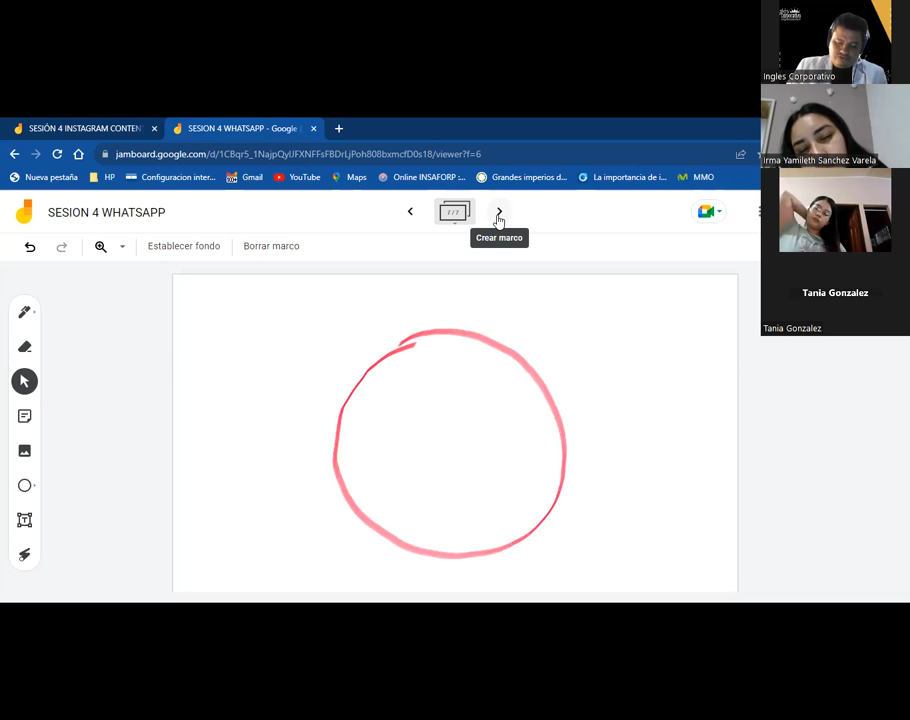 SESIÓN 4 INSTAGRAM CONTEN
SESION 4 WHATSAPP - Google
jamboard.google.com/d/1CBqr5_1NajpQyUFXNFFsFBDrLjPoh808bxmcfD0s18/viewer?f=6
Nueva pestaña
HP
Configuracion inter...
Gmail
YouTube
Maps
Online INSAFORP :...
Grandes imperios d...
La importancia de i...
MMO
SESION 4 WHATSAPP
7 / 7
Crear marco
Establecer fondo
Borrar marco
Ingles Corporativo
Irma Yamileth Sanchez Varela
Tania Gonzalez
Tania Gonzalez